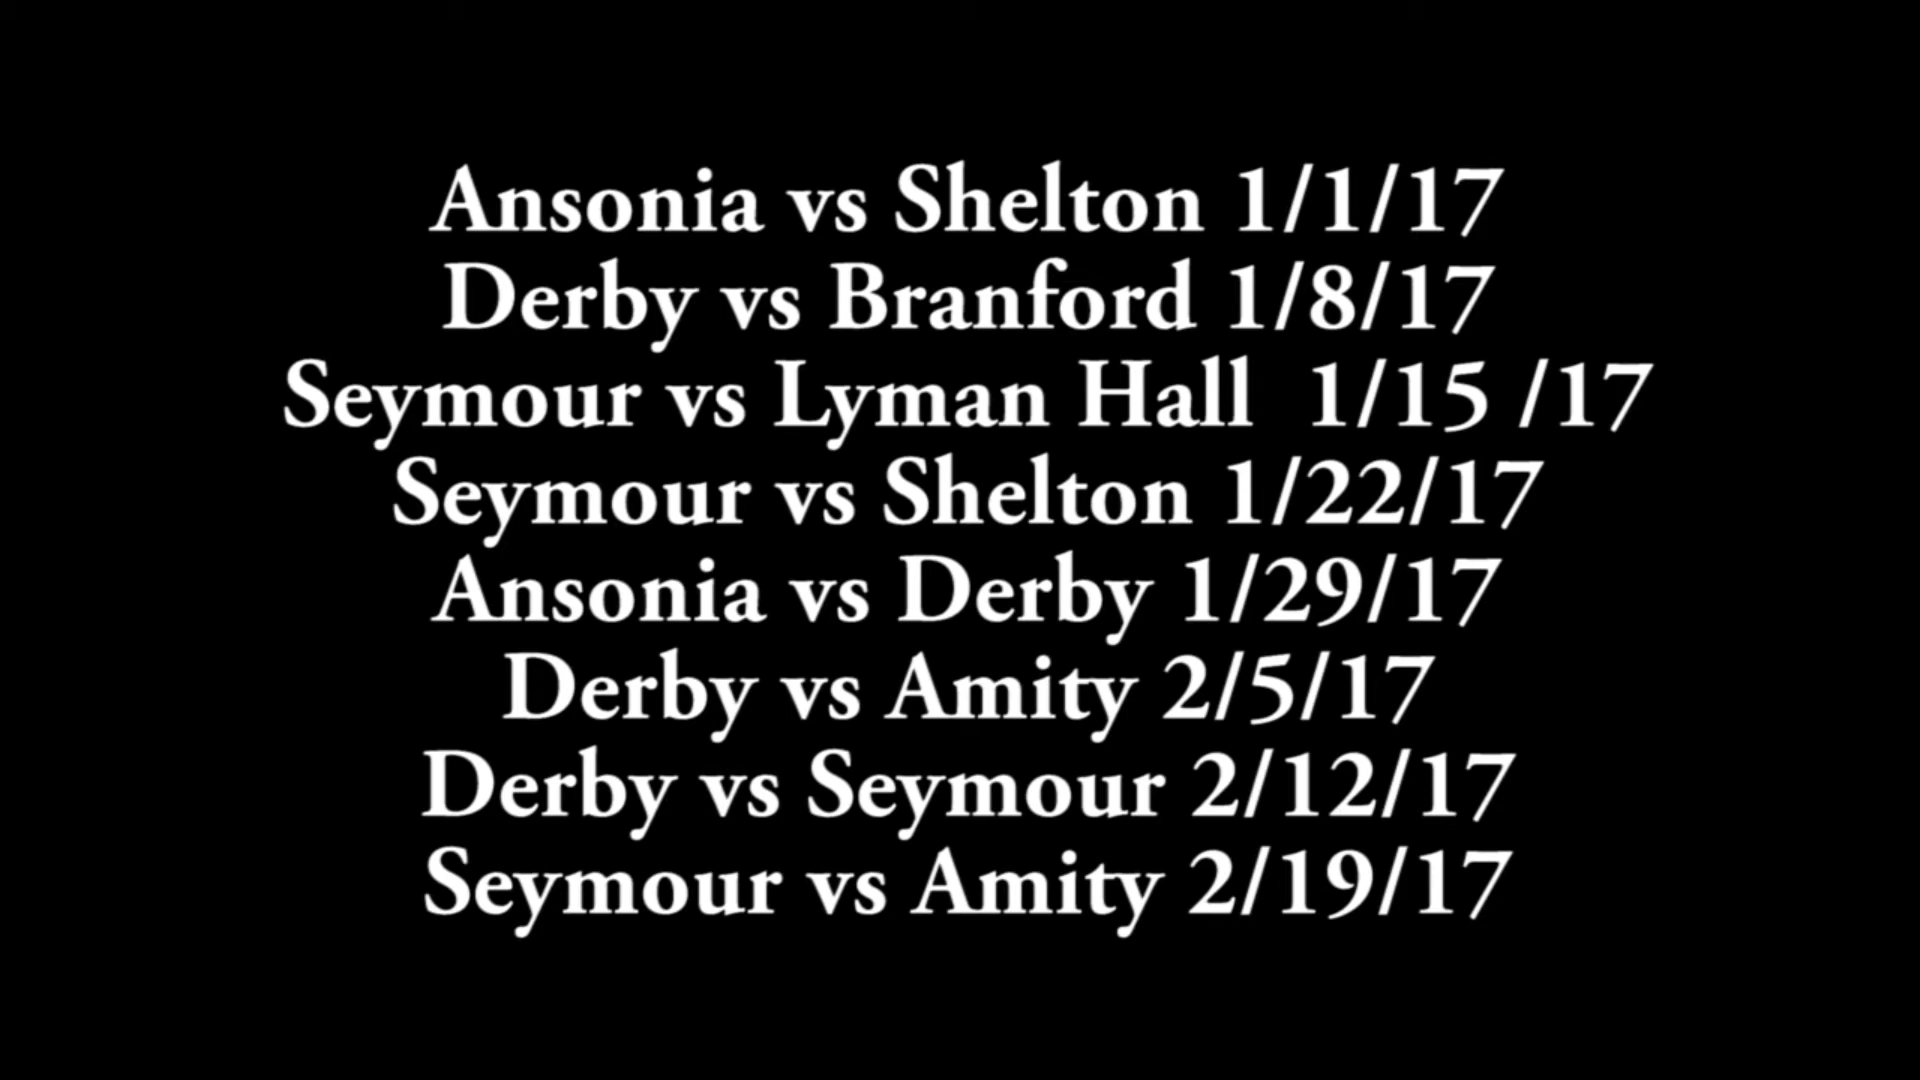 Ansonia vs Shelton 1/1/17
Derby vs Branford 1/8/17
Seymour vs Lyman Hall  1/15 /17
Seymour vs Shelton 1/22/17
Ansonia vs Derby 1/29/17
Derby vs Amity 2/5/17
Derby vs Seymour 2/12/17
Seymour vs Amity 2/19/17